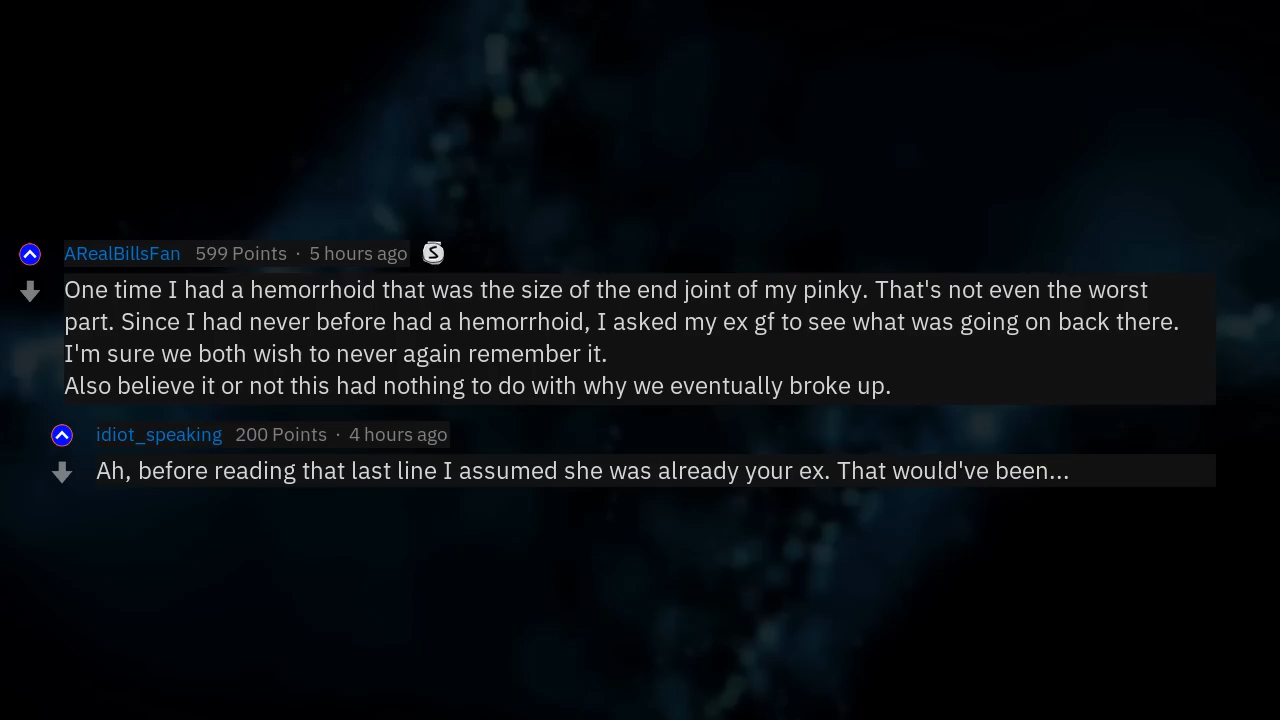 ARealBillsFan 599 Points · 5 hours ago S
One time I had a hemorrhoid that was the size of the end joint of my pinky. That's not even the worst
part. Since I had never before had a hemorrhoid, I asked my ex gf to see what was going on back there.
I'm sure we both wish to never again remember it.
Also believe it or not this had nothing to do with why we eventually broke up.
idiot_speaking 200 Points · 4 hours ago
Ah, before reading that last line I assumed she was already your ex. That would've been...